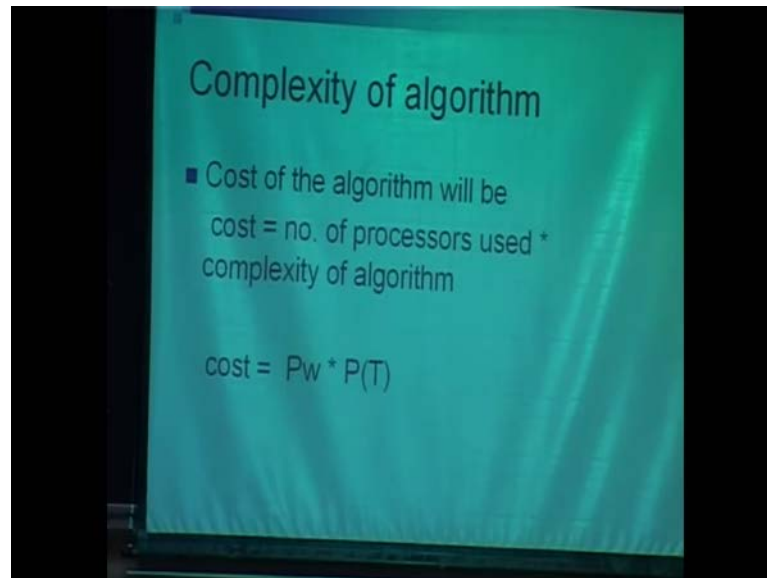 Complexity of algorithm
■ Cost of the algorithm will be
cost = no. of processors used *
complexity of algorithm
cost = Pw * P(T)